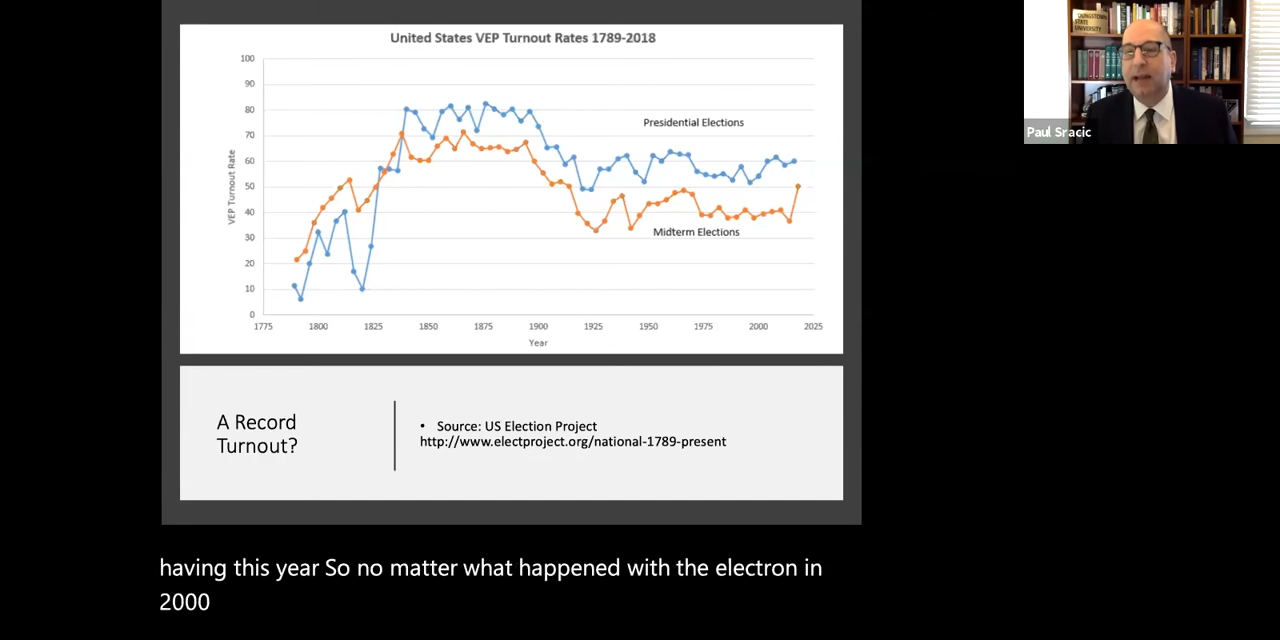 United States VEP Turnout Rates 1789-2018
100
90
80
70
60
50
40
30
20
10
0
VEP Turnout Rate
Presidential Elections
Midterm Elections
1775 1800 1825 1850 1875 1900 1925 1950 1975 2000 2025
Year
A Record
Turnout?
• Source: US Election Project
http://www.electproject.org/national-1789-present
YOUNGSTOWN
STATE
UNIVERSITY
Paul Sracic
having this year So no matter what happened with the electron in
2000